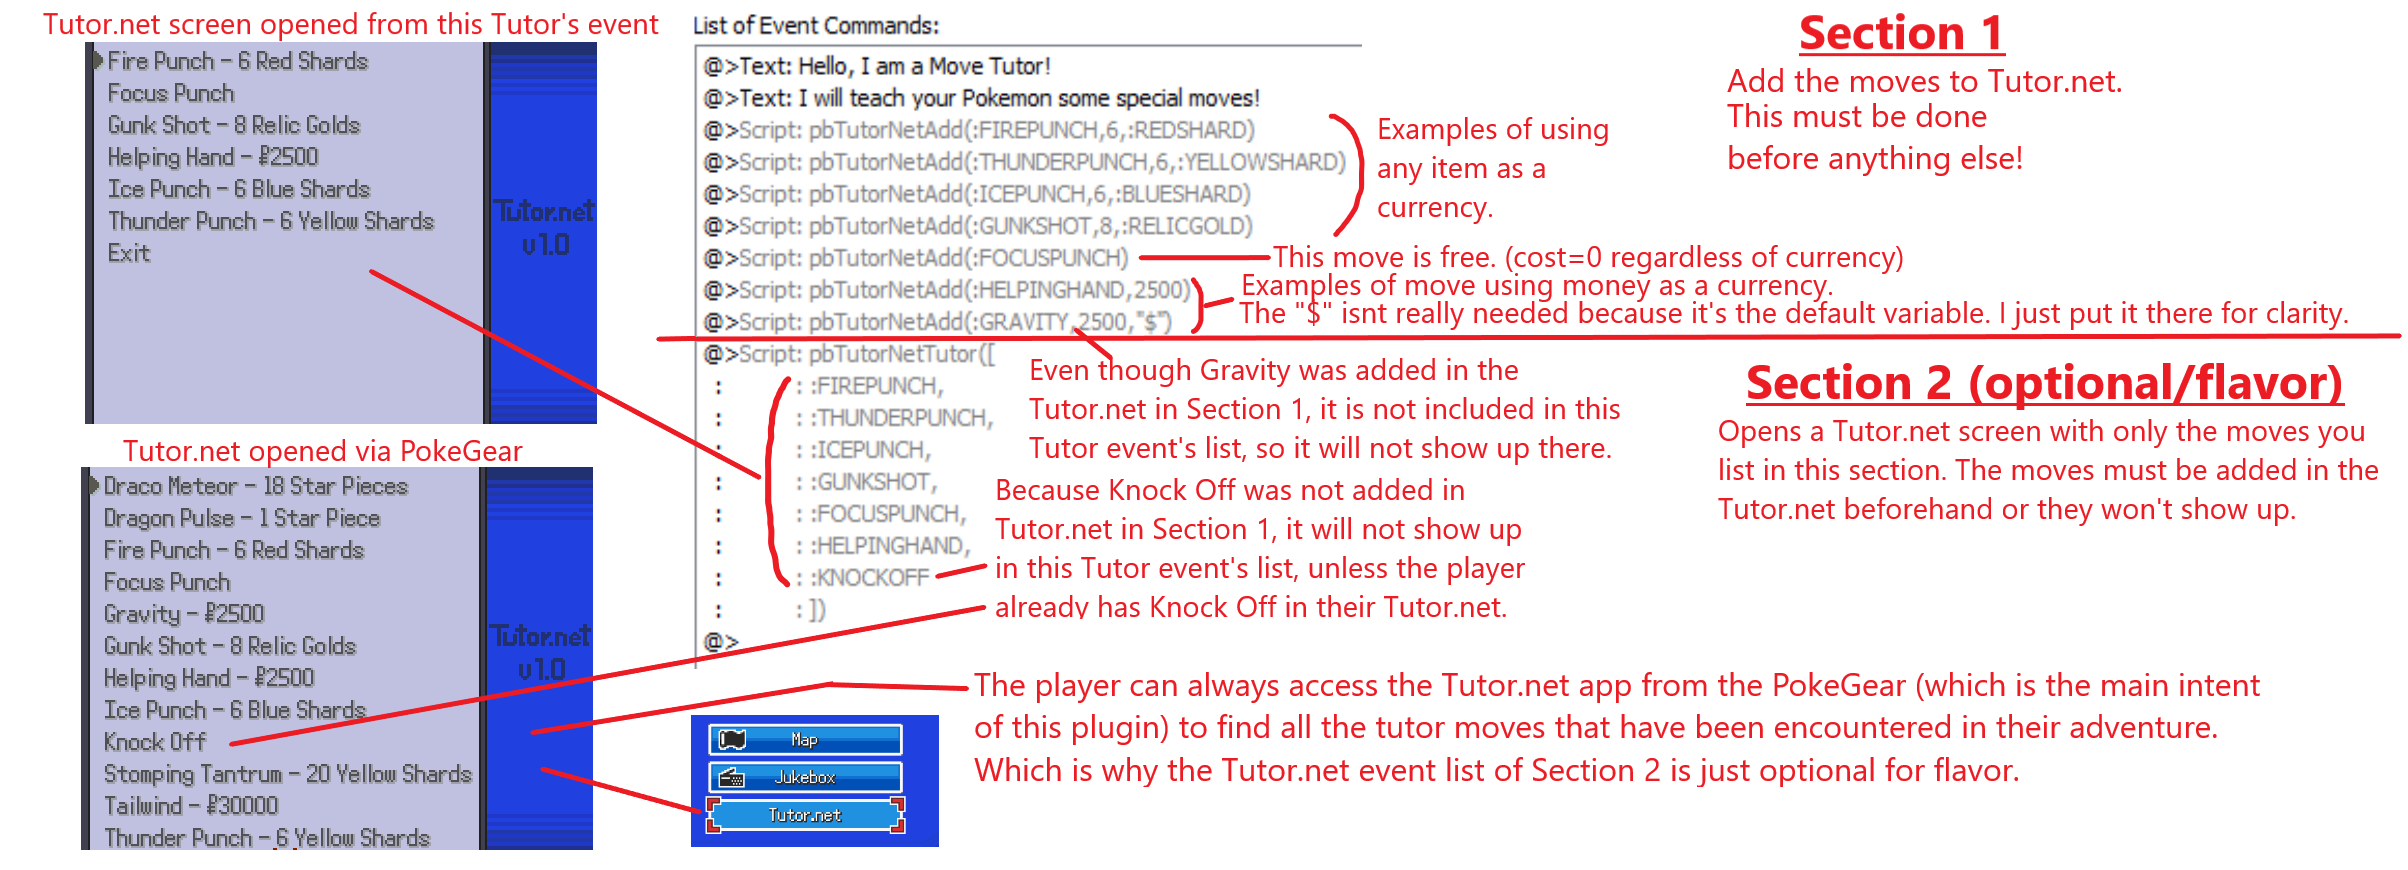 Tutor.net screen opened from this Tutor's event
Fire Punch – 6 Red Shards
Focus Punch
Gunk Shot – 8 Relic Golds
Helping Hand – ₽2500
Ice Punch – 6 Blue Shards
Thunder Punch – 6 Yellow Shards
Exit
Tutor.net
v1.0
Tutor.net opened via PokeGear
Draco Meteor – 18 Star Pieces
Dragon Pulse – 1 Star Piece
Fire Punch – 6 Red Shards
Focus Punch
Gravity – ₽2500
Gunk Shot – 8 Relic Golds
Helping Hand – ₽2500
Ice Punch – 6 Blue Shards
Knock Off
Stomping Tantrum – 20 Yellow Shards
Tailwind – ₽30000
Thunder Punch – 6 Yellow Shards
Tutor.net
v1.0
List of Event Commands:
@>Text: Hello, I am a Move Tutor!
@>Text: I will teach your Pokemon some special moves!
@>Script: pbTutorNetAdd(:FIREPUNCH,6,:REDSHARD)
@>Script: pbTutorNetAdd(:THUNDERPUNCH,6,:YELLOWSHARD)
@>Script: pbTutorNetAdd(:ICEPUNCH,6,:BLUESHARD)
@>Script: pbTutorNetAdd(:GUNKSHOT,8,:RELICGOLD)
@>Script: pbTutorNetAdd(:FOCUSPUNCH)
@>Script: pbTutorNetAdd(:HELPINGHAND,2500)
@>Script: pbTutorNetAdd(:GRAVITY,2500,"$")
@>Script: pbTutorNetTutor([
: : :FIREPUNCH,
: : :THUNDERPUNCH,
: : :ICEPUNCH,
: : :GUNKSHOT,
: : :FOCUSPUNCH,
: : :HELPINGHAND,
: : :KNOCKOFF
: : ])
@>
Examples of using
any item as a
currency.
This move is free. (cost=0 regardless of currency)
Examples of move using money as a currency.
The "$" isnt really needed because it's the default variable. I just put it there for clarity.
Section 1
Add the moves to Tutor.net.
This must be done
before anything else!
Even though Gravity was added in the
Tutor.net in Section 1, it is not included in this
Tutor event's list, so it will not show up there.
Because Knock Off was not added in
Tutor.net in Section 1, it will not show up
in this Tutor event's list, unless the player
already has Knock Off in their Tutor.net.
Section 2 (optional/flavor)
Opens a Tutor.net screen with only the moves you
list in this section. The moves must be added in the
Tutor.net beforehand or they won't show up.
Map
Jukebox
Tutor.net
The player can always access the Tutor.net app from the PokeGear (which is the main intent
of this plugin) to find all the tutor moves that have been encountered in their adventure.
Which is why the Tutor.net event list of Section 2 is just optional for flavor.